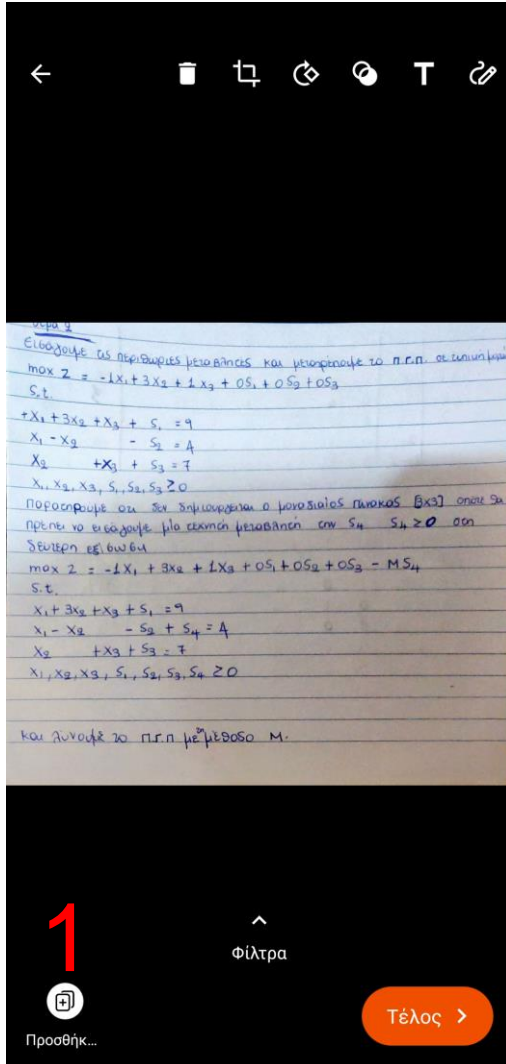 T
Θέμα 2
Εισάγουμε τις περιθώριες μεταβλητές και μετατρέπουμε το π.γ.π. σε τυπική
max Z = -1x₁ + 3x₂ + 1x₃ + 0S₁ + 0S₂ + 0S₃
S.t.
+x₁ + 3x₂ + x₃ + S₁ = 9
x₁ - x₂ - S₂ = 4
x₂ + x₃ + S₃ = 7
x₁, x₂, x₃, S₁, S₂, S₃ ≥ 0
Παρατηρούμε οτι δεν δημιουργείται ο μοναδιαίος πίνακας [3x3] οπότε θα
πρέπει να εισάγουμε μία τεχνητή μεταβλητή την S₄ S₄ ≥ 0 στη
δεύτερη εξίσωση
max Z = -1x₁ + 3x₂ + 1x₃ + 0S₁ + 0S₂ + 0S₃ - MS₄
S.t.
x₁ + 3x₂ + x₃ + S₁ = 9
x₁ - x₂ - S₂ + S₄ = 4
x₂ + x₃ + S₃ = 7
x₁, x₂, x₃, S₁, S₂, S₃, S₄ ≥ 0
και λύνουμε το π.γ.π με τη μέθοδο M.
1
Φίλτρα
Προσθήκ...
Τέλος >